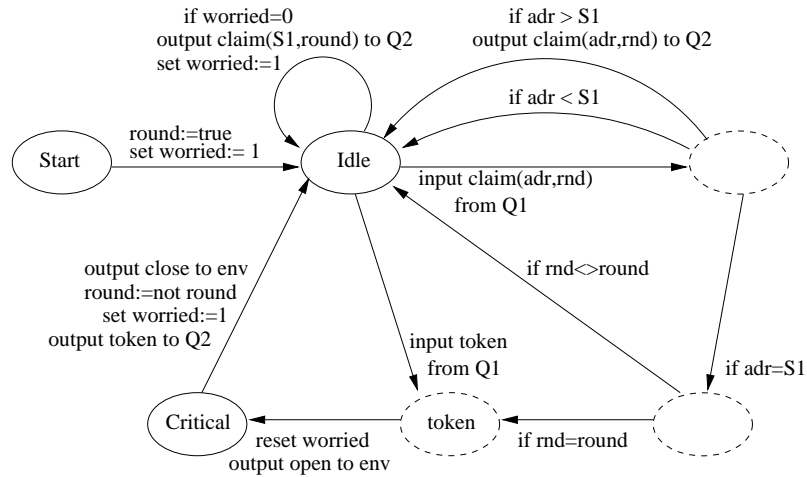 if worried=0
output claim(S1,round) to Q2
set worried:=1
if adr > S1
output claim(adr,rnd) to Q2
if adr < S1
round:=true
set worried:= 1
Start
Idle
input claim(adr,rnd)
from Q1
output close to env
round:=not round
set worried:=1
output token to Q2
if rnd<>round
input token
from Q1
if adr=S1
Critical
token
reset worried
output open to env
if rnd=round